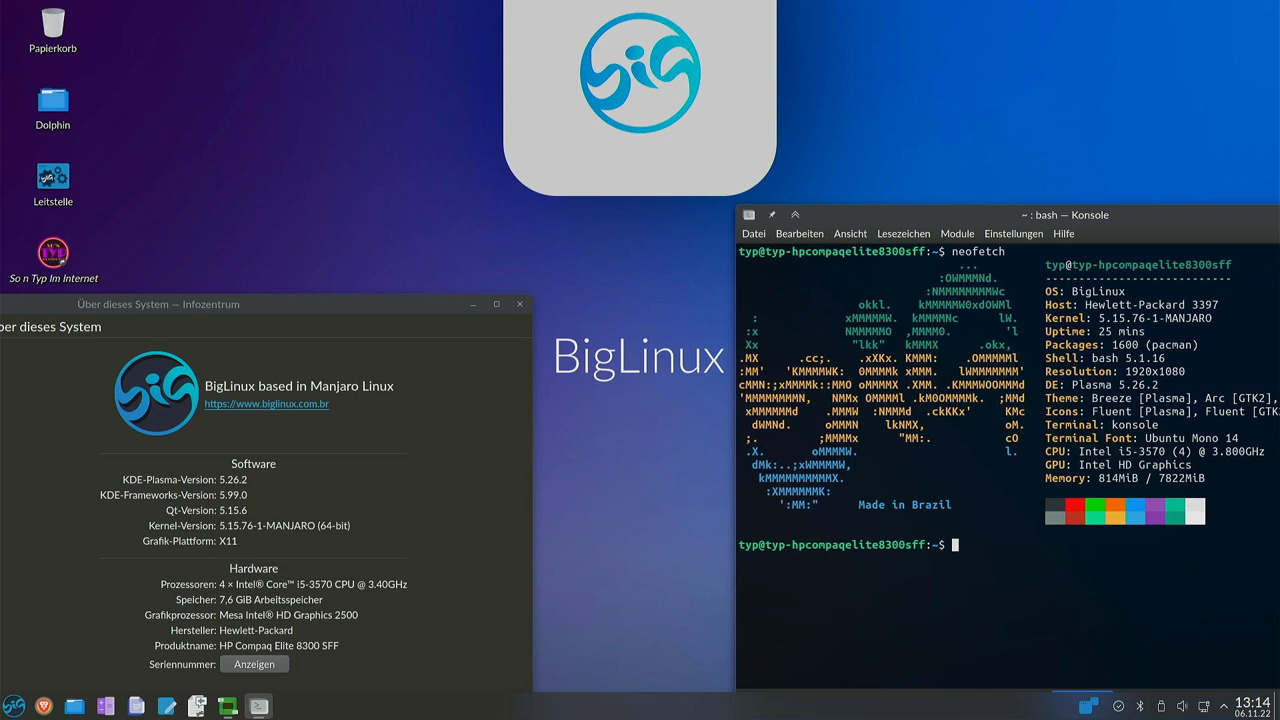 Papierkorb
Dolphin
Leitstelle
SO'N
TYP
So n Typ Im Internet
BigLinux
Über dieses System — Infozentrum
ber dieses System
BigLinux based in Manjaro Linux
https://www.biglinux.com.br
Software
KDE-Plasma-Version: 5.26.2
KDE-Frameworks-Version: 5.99.0
Qt-Version: 5.15.6
Kernel-Version: 5.15.76-1-MANJARO (64-bit)
Grafik-Plattform: X11
Hardware
Prozessoren: 4 × Intel® Core™ i5-3570 CPU @ 3.40GHz
Speicher: 7,6 GiB Arbeitsspeicher
Grafikprozessor: Mesa Intel® HD Graphics 2500
Hersteller: Hewlett-Packard
Produktname: HP Compaq Elite 8300 SFF
Seriennummer: Anzeigen
~ : bash — Konsole
Datei Bearbeiten Ansicht Lesezeichen Module Einstellungen Hilfe
typ@typ-hpcompaqelite8300sff:~$ neofetch
typ@typ-hpcompaqelite8300sff
-----------------------------
OS: BigLinux
Host: Hewlett-Packard 3397
Kernel: 5.15.76-1-MANJARO
Uptime: 25 mins
Packages: 1600 (pacman)
Shell: bash 5.1.16
Resolution: 1920x1080
DE: Plasma 5.26.2
Theme: Breeze [Plasma], Arc [GTK2],
Icons: Fluent [Plasma], Fluent [GTK
Terminal: konsole
Terminal Font: Ubuntu Mono 14
CPU: Intel i5-3570 (4) @ 3.800GHz
GPU: Intel HD Graphics
Memory: 814MiB / 7822MiB
Made in Brazil
typ@typ-hpcompaqelite8300sff:~$
13:14
06.11.22